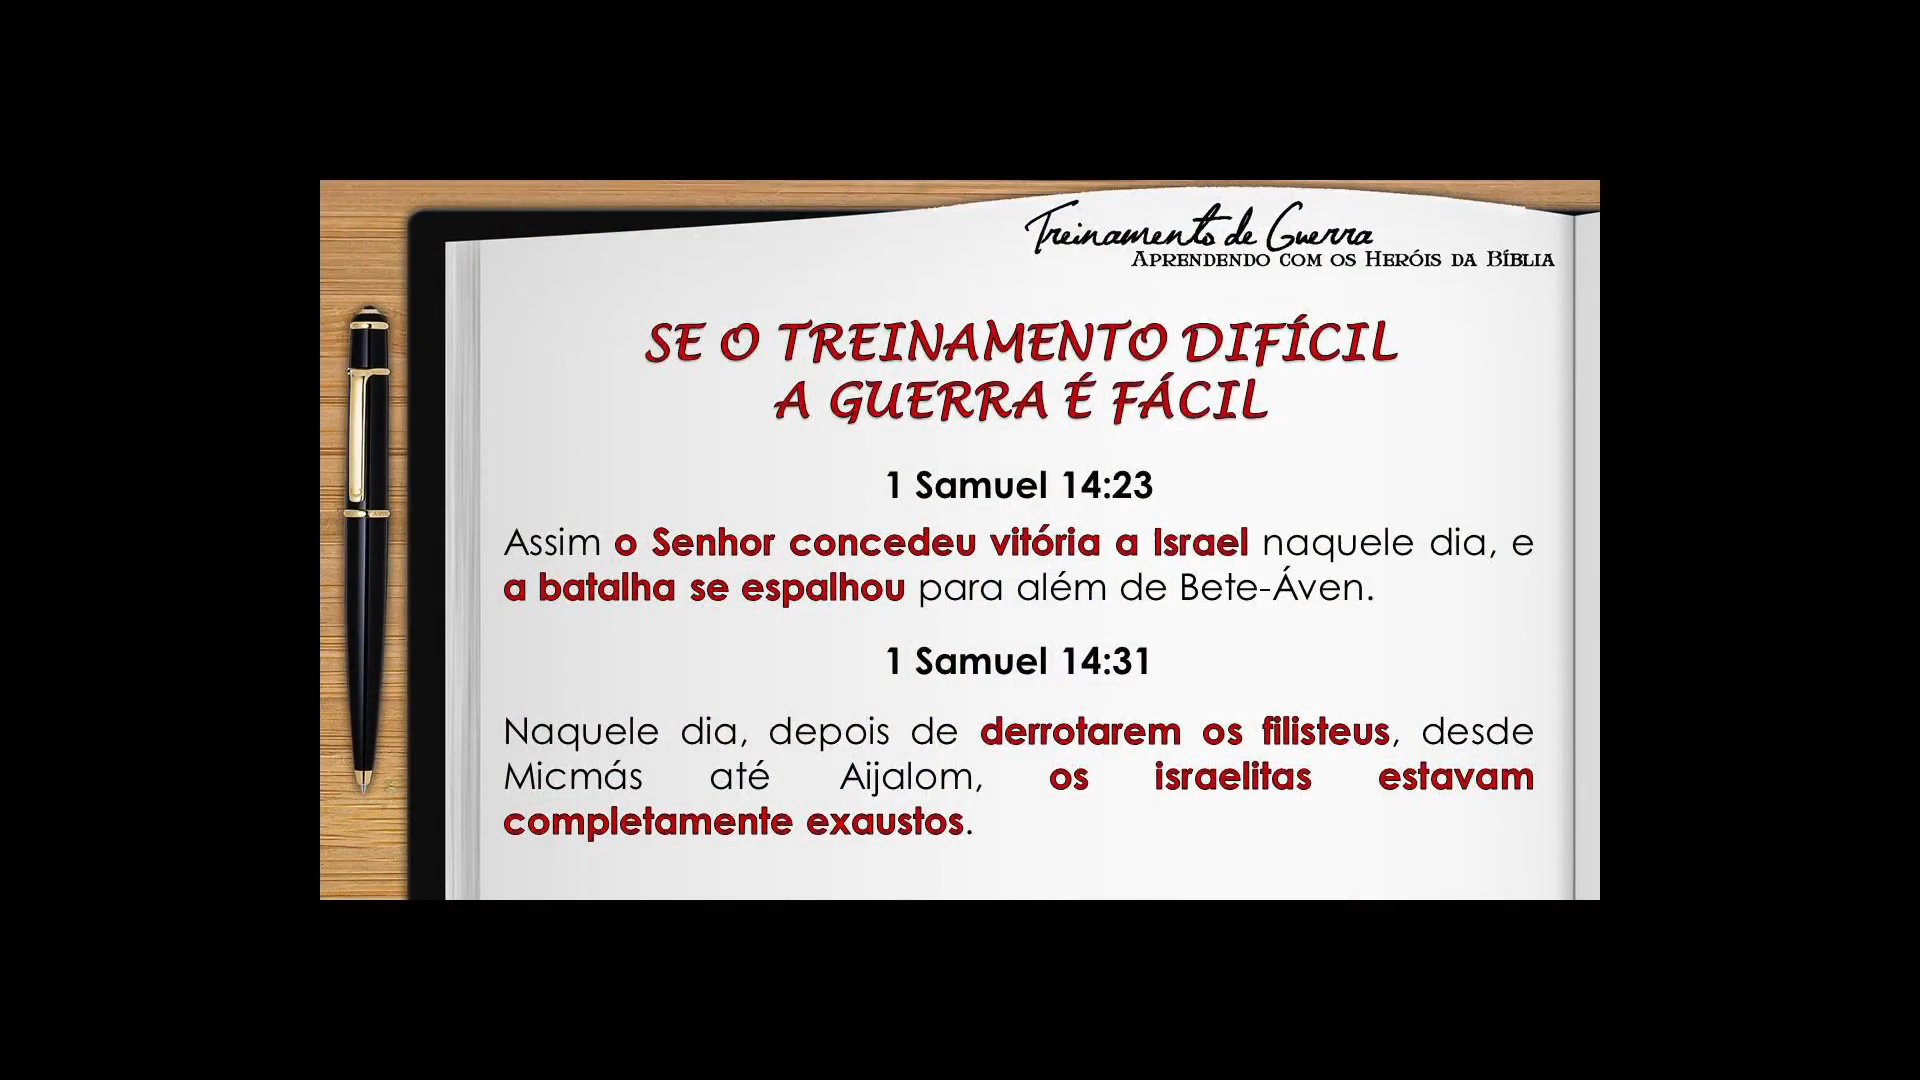 Treinamento de Guerra
Aprendendo com os Heróis da Bíblia
SE O TREINAMENTO DIFÍCIL
A GUERRA É FÁCIL
1 Samuel 14:23
Assim o Senhor concedeu vitória a Israel naquele dia, e
a batalha se espalhou para além de Bete-Áven.
1 Samuel 14:31
Naquele dia, depois de derrotarem os filisteus, desde
Micmás até Aijalom, os israelitas estavam
completamente exaustos.